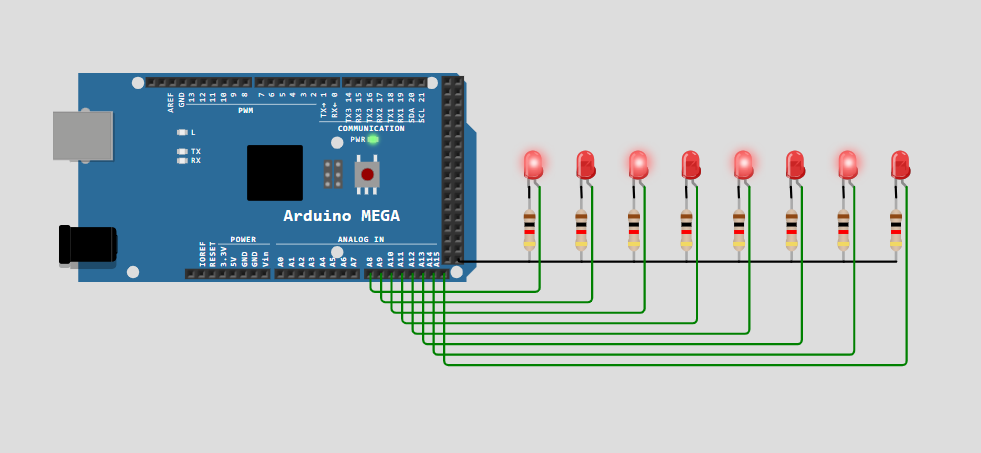 AREF
GND
13
12
11
10
9
8
7
6
5
4
3
2
TX→ 1
RX← 0
TX3 14
RX3 15
TX2 16
RX2 17
TX1 18
RX1 19
SDA 20
SCL 21
PWM
COMMUNICATION
PWR
L
TX
RX
Arduino MEGA
POWER
ANALOG IN
IOREF
RESET
3.3V
5V
GND
GND
Vin
A0
A1
A2
A3
A4
A5
A6
A7
A8
A9
A10
A11
A12
A13
A14
A15